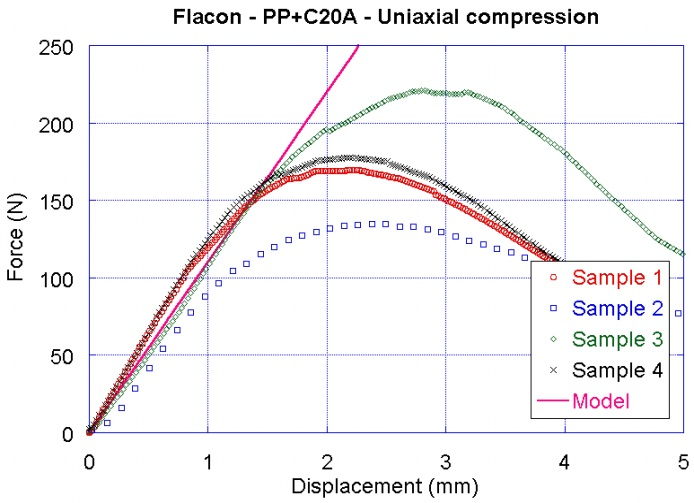 Flacon - PP+C20A - Uniaxial compression
250
200
150
100
50
0
Force (N)
0 1 2 3 4 5
Displacement (mm)
Sample 1
Sample 2
Sample 3
Sample 4
Model